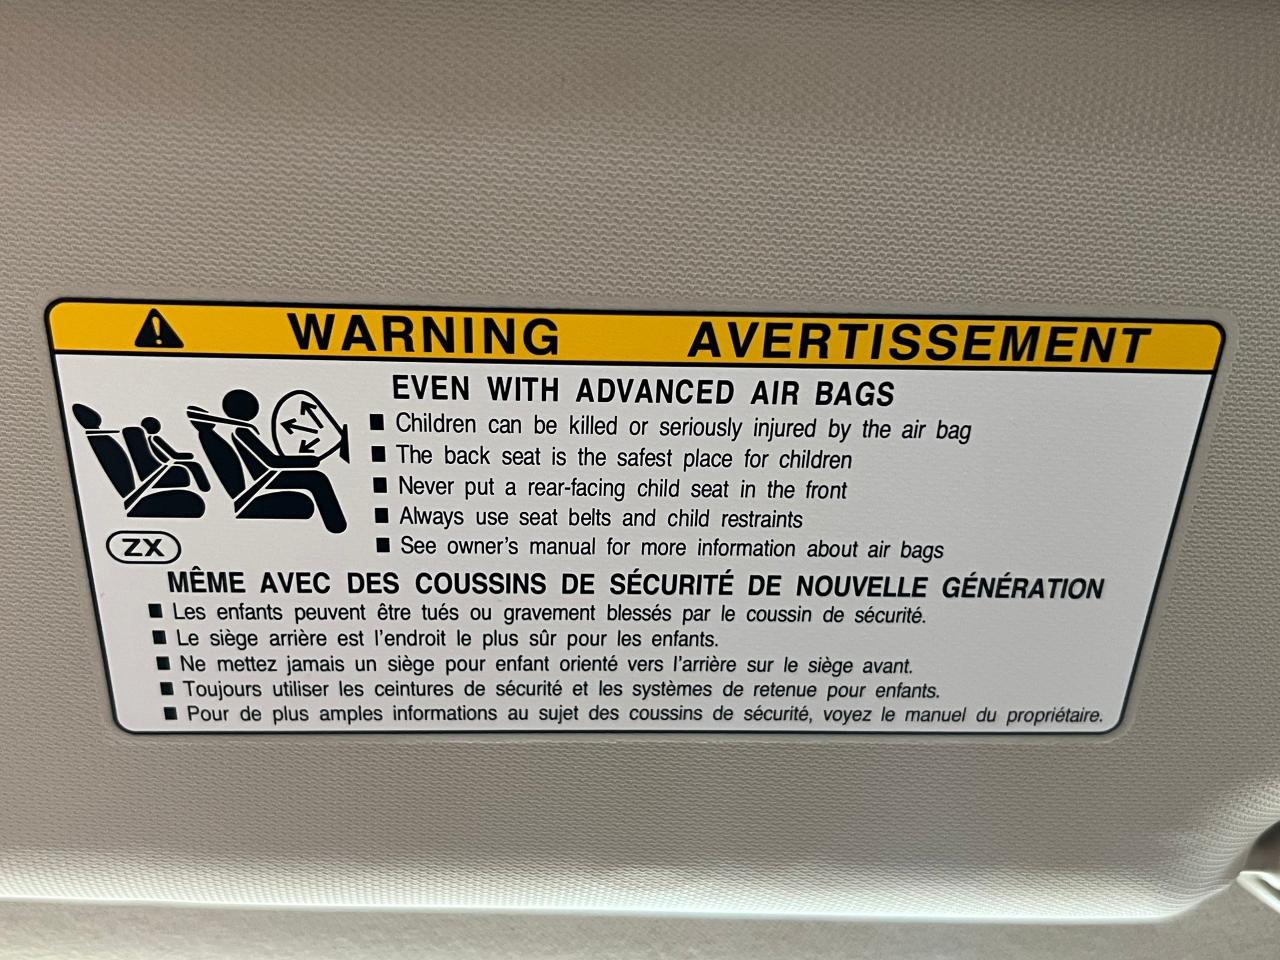 WARNING AVERTISSEMENT
EVEN WITH ADVANCED AIR BAGS
■ Children can be killed or seriously injured by the air bag
■ The back seat is the safest place for children
■ Never put a rear-facing child seat in the front
■ Always use seat belts and child restraints
■ See owner's manual for more information about air bags
ZX
MÊME AVEC DES COUSSINS DE SÉCURITÉ DE NOUVELLE GÉNÉRATION
■ Les enfants peuvent être tués ou gravement blessés par le coussin de sécurité.
■ Le siège arrière est l'endroit le plus sûr pour les enfants.
■ Ne mettez jamais un siège pour enfant orienté vers l'arrière sur le siège avant.
■ Toujours utiliser les ceintures de sécurité et les systèmes de retenue pour enfants.
■ Pour de plus amples informations au sujet des coussins de sécurité, voyez le manuel du propriétaire.